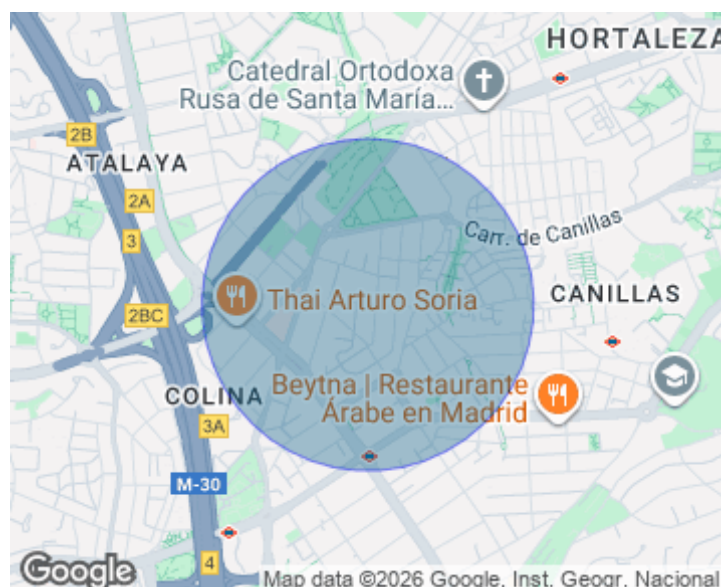 HORTALEZA
Catedral Ortodoxa
Rusa de Santa María...
2B
ATALAYA
2A
3
Carr. de Canillas
Thai Arturo Soria
CANILLAS
2BC
Beytna | Restaurante
Árabe en Madrid
COLINA
3A
M-30
4
Google
Map data ©2026 Google, Inst. Geogr. Nacional